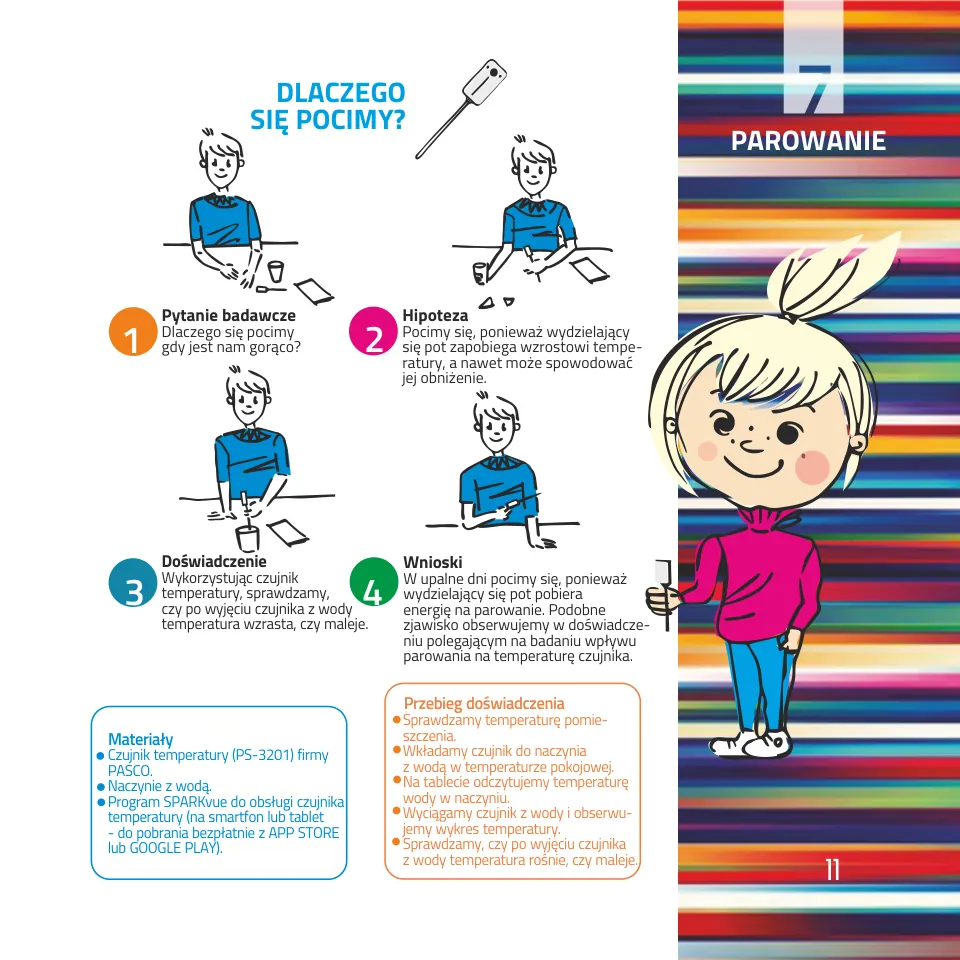 DLACZEGO
SIĘ POCIMY?
7
PAROWANIE
1
Pytanie badawcze
Dlaczego się pocimy
gdy jest nam gorąco?
2
Hipoteza
Pocimy się, ponieważ wydzielający
się pot zapobiega wzrostowi tempe-
ratury, a nawet może spowodować
jej obniżenie.
3
Doświadczenie
Wykorzystując czujnik
temperatury, sprawdzamy,
czy po wyjęciu czujnika z wody
temperatura wzrasta, czy maleje.
4
Wnioski
W upalne dni pocimy się, ponieważ
wydzielający się pot pobiera
energię na parowanie. Podobne
zjawisko obserwujemy w doświadcze-
niu polegającym na badaniu wpływu
parowania na temperaturę czujnika.
Materiały
• Czujnik temperatury (PS-3201) firmy
PASCO.
• Naczynie z wodą.
• Program SPARKvue do obsługi czujnika
temperatury (na smartfon lub tablet
- do pobrania bezpłatnie z APP STORE
lub GOOGLE PLAY).
Przebieg doświadczenia
• Sprawdzamy temperaturę pomie-
szczenia.
• Wkładamy czujnik do naczynia
z wodą w temperaturze pokojowej.
• Na tablecie odczytujemy temperaturę
wody w naczyniu.
• Wyciągamy czujnik z wody i obserwu-
jemy wykres temperatury.
• Sprawdzamy, czy po wyjęciu czujnika
z wody temperatura rośnie, czy maleje.
11